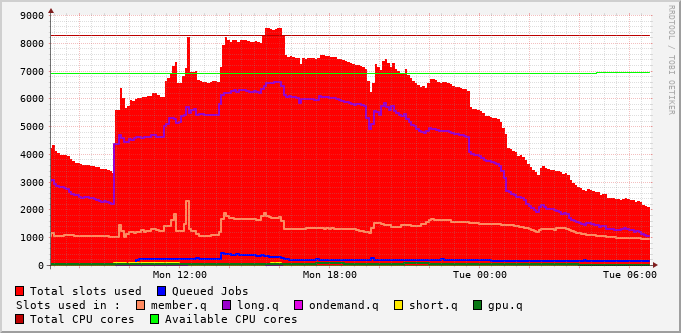 9000
8000
7000
6000
5000
4000
3000
2000
1000
0
Mon 12:00 Mon 18:00 Tue 00:00 Tue 06:00
Total slots used Queued Jobs
Slots used in : member.q long.q ondemand.q short.q gpu.q
Total CPU cores Available CPU cores
RRDTOOL / TOBI OETIKER